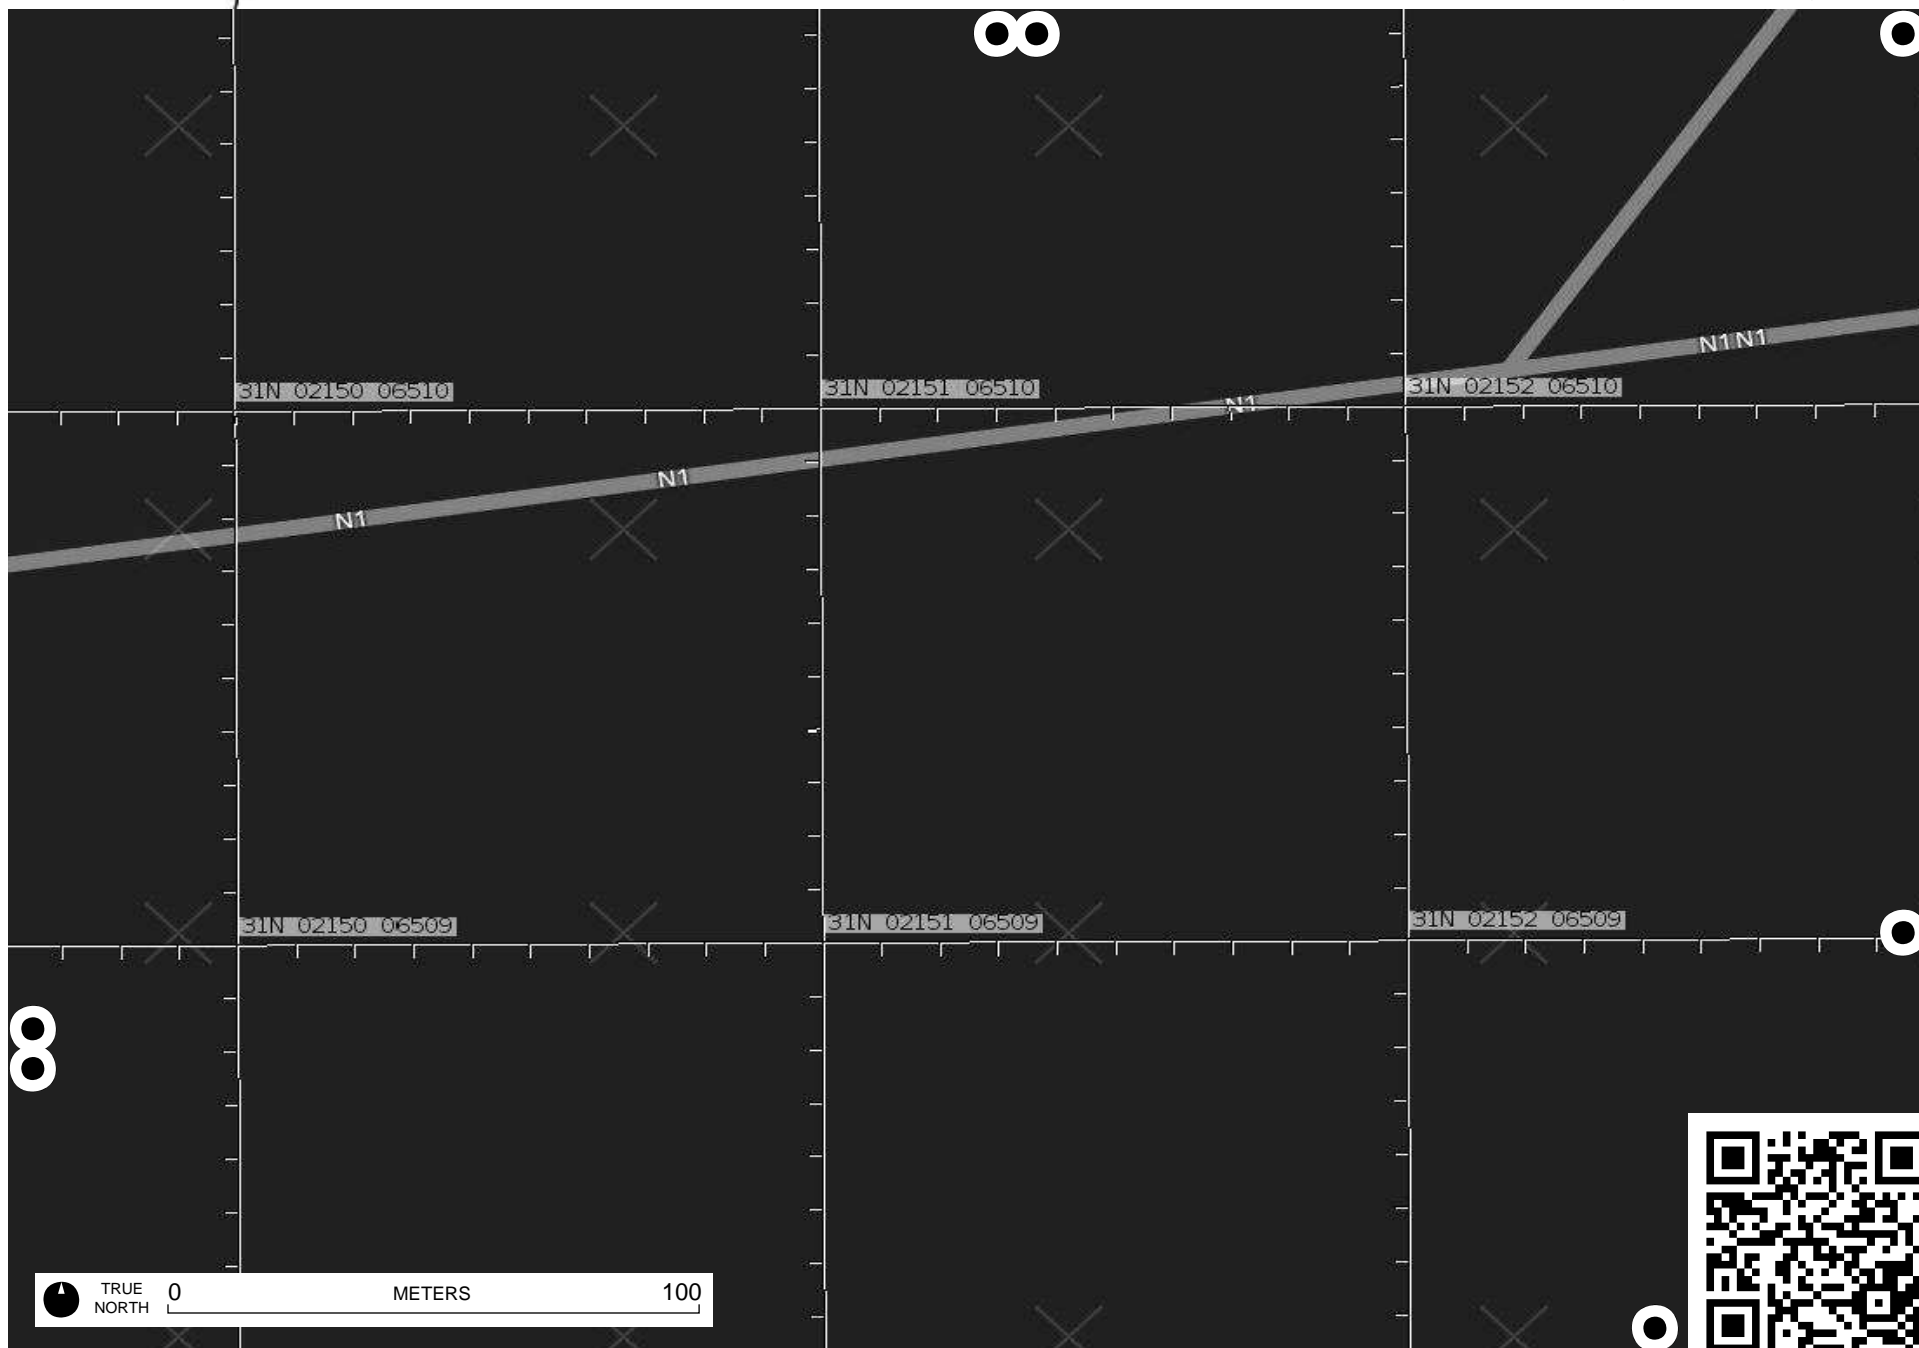 N1 N1
31N 02150 06510
31N 02151 06510
31N 02152 06510
N1
N1
N1
31N 02150 06509
31N 02151 06509
31N 02152 06509
TRUE
NORTH
0 METERS 100